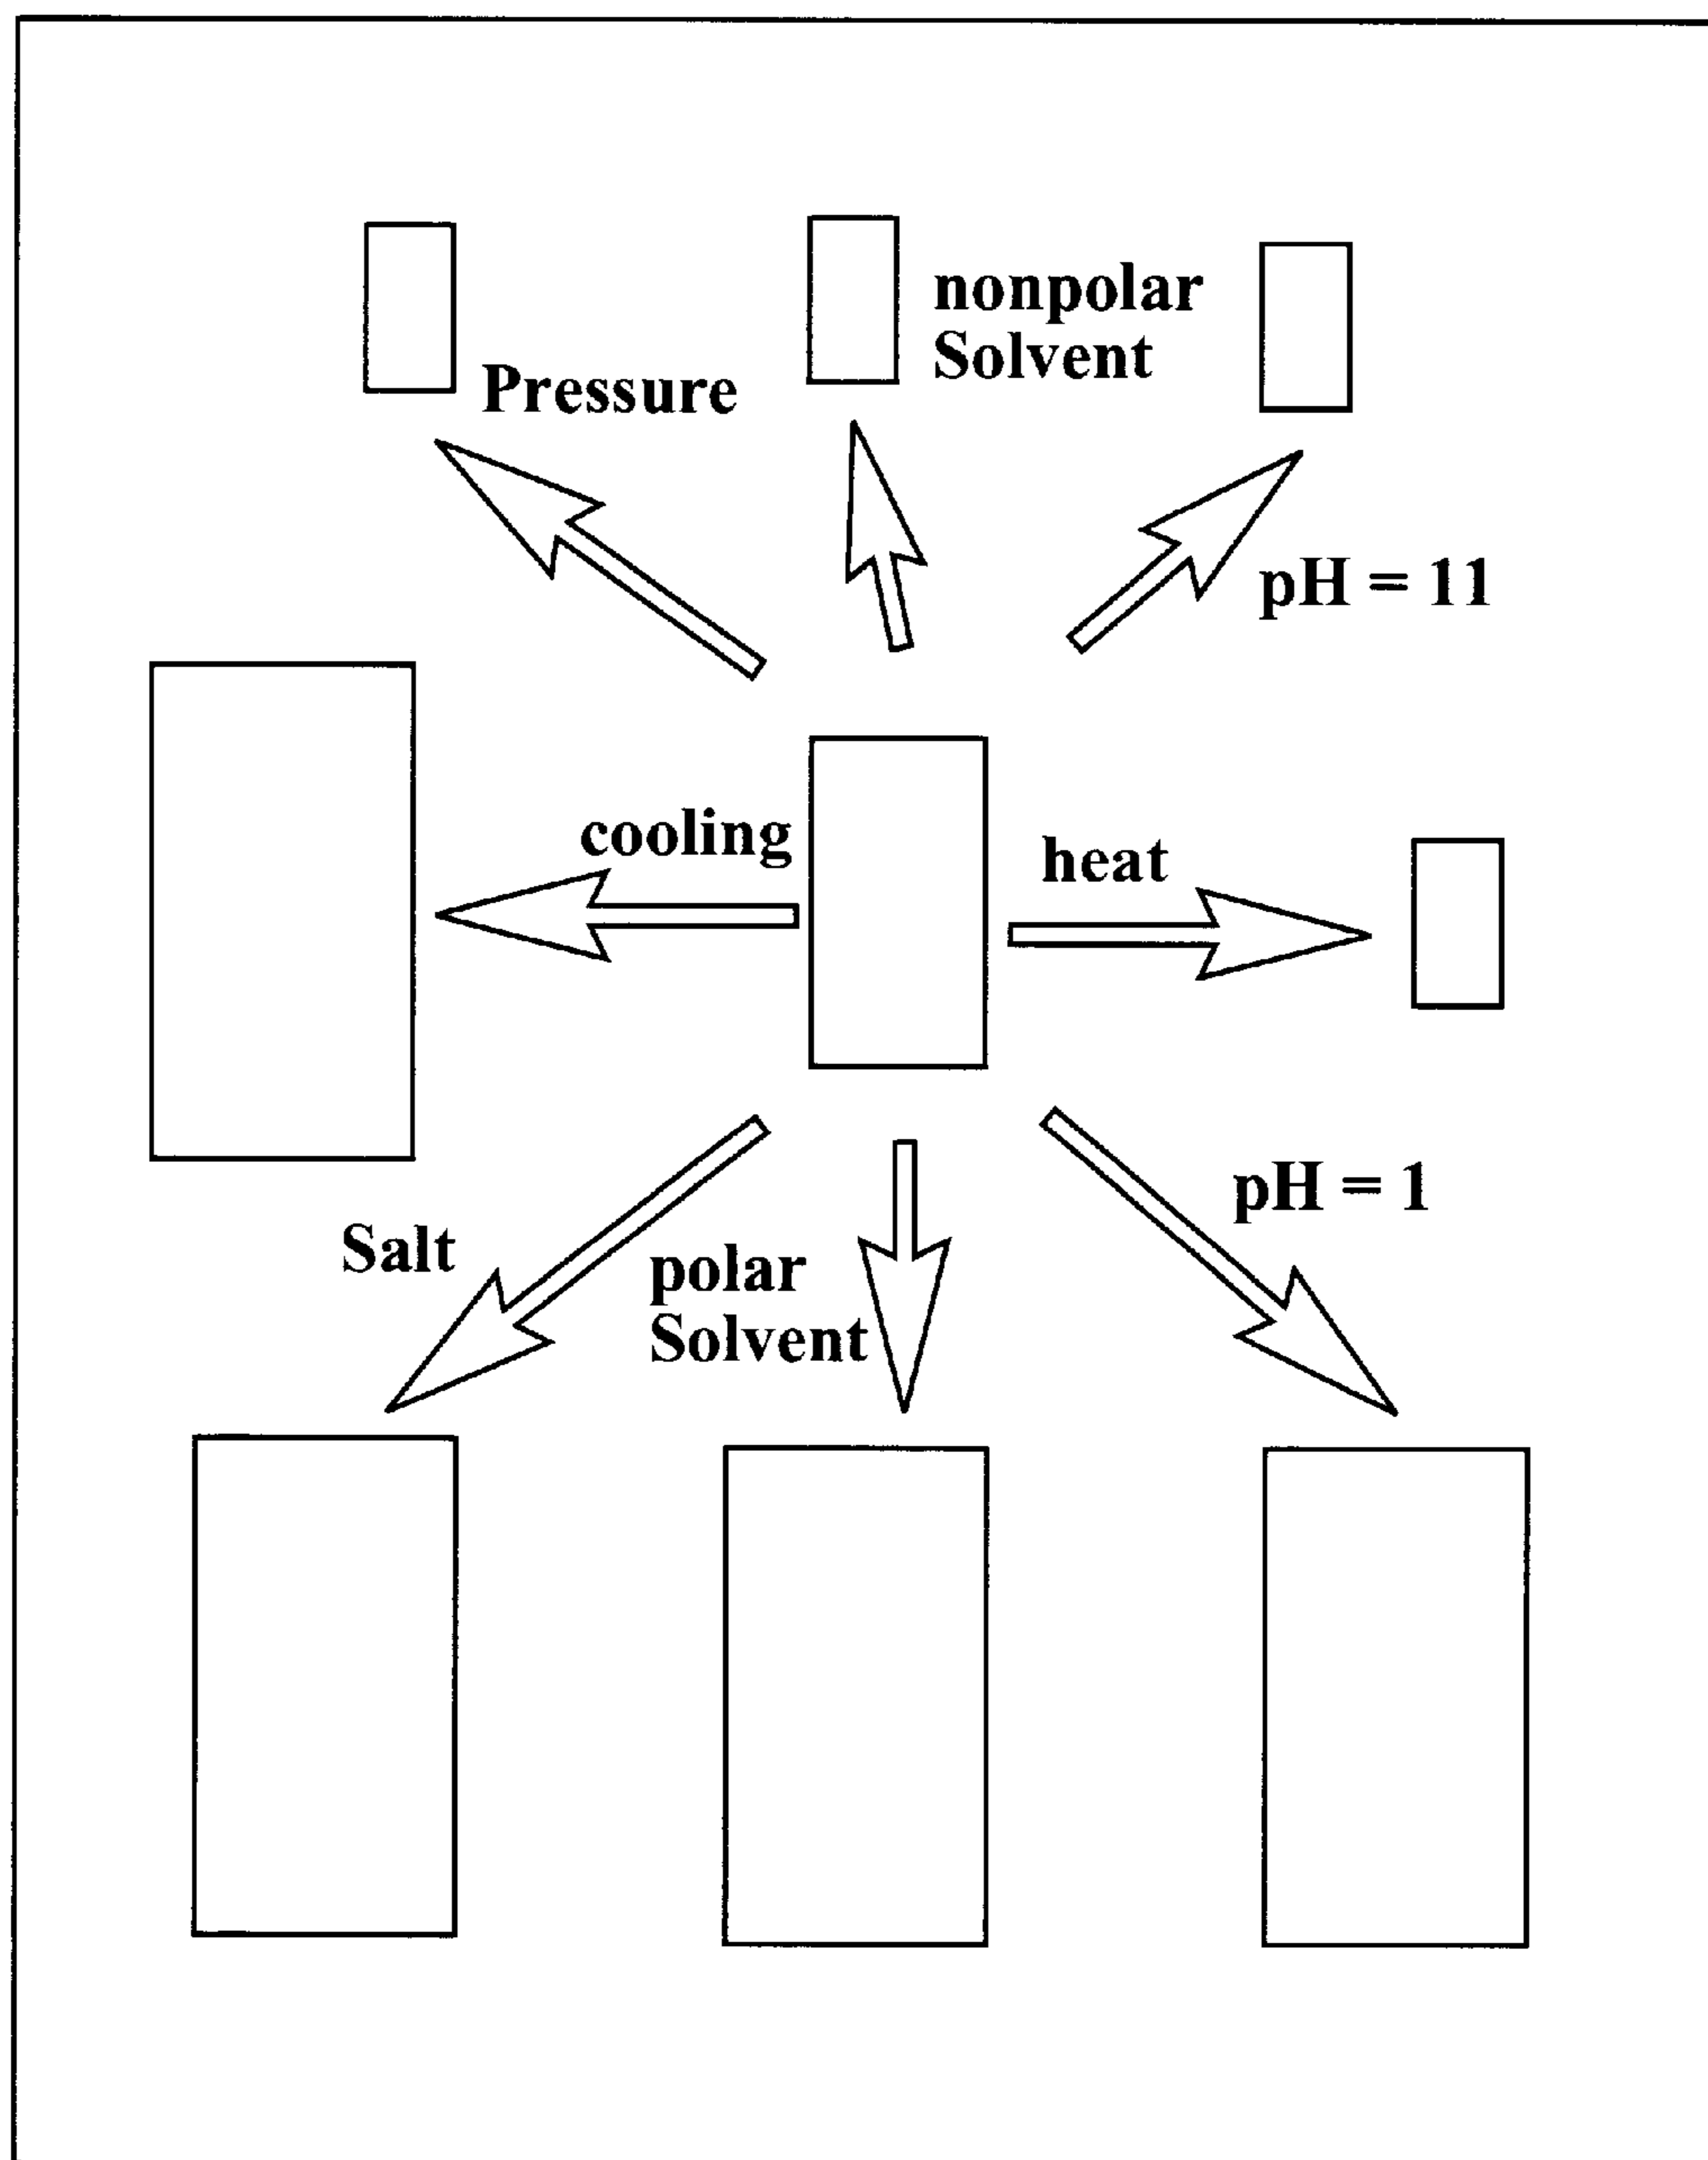 nonpolar
Solvent
Pressure
pH = 11
cooling
heat
pH = 1
Salt
polar
Solvent